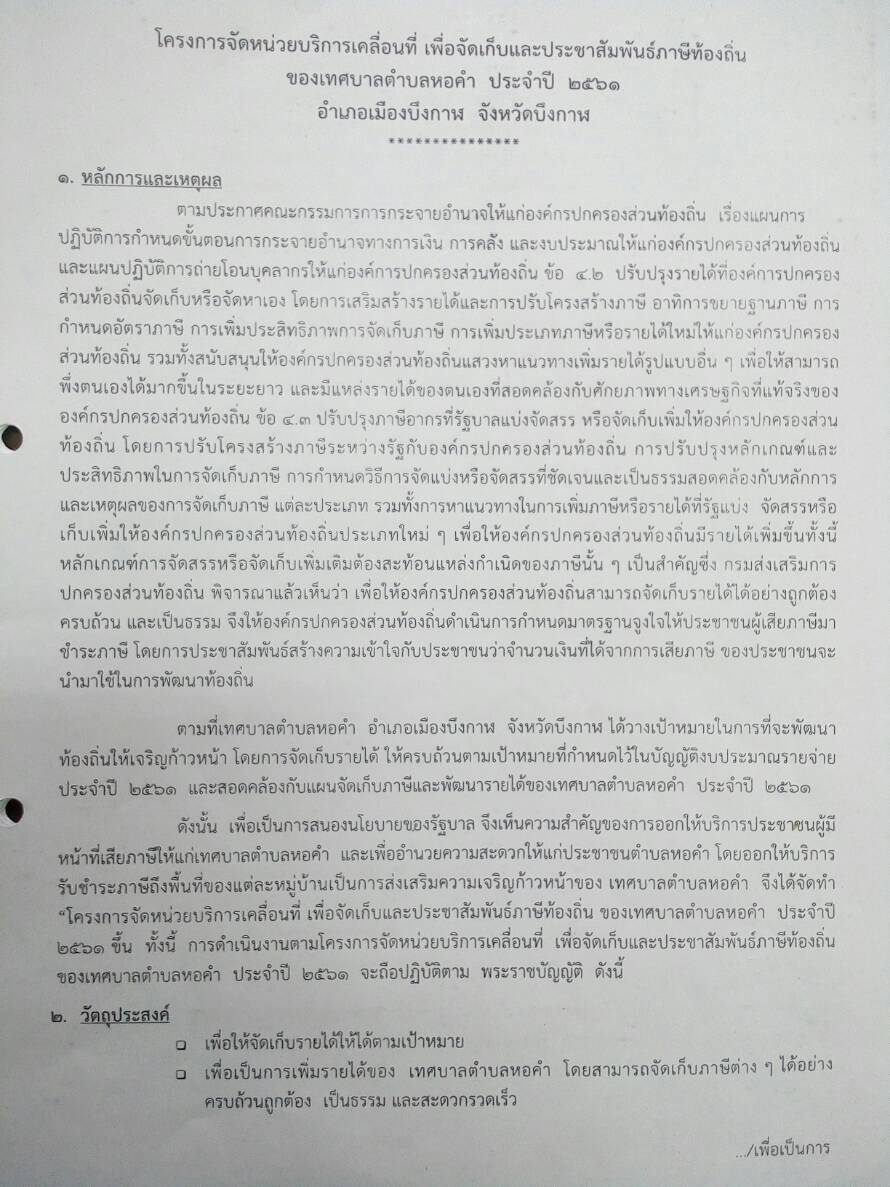 โครงการจัดหน่วยบริการเคลื่อนที่ เพื่อจัดเก็บและประชาสัมพันธ์ภาษีท้องถิ่น
ของเทศบาลตำบลหอคำ ประจำปี ๒๕๖๑
อำเภอเมืองบึงกาฬ จังหวัดบึงกาฬ
***************
๑. หลักการและเหตุผล
ตามประกาศคณะกรรมการการกระจายอำนาจให้แก่องค์กรปกครองส่วนท้องถิ่น เรื่องแผนการ
ปฏิบัติการกำหนดขั้นตอนการกระจายอำนาจทางการเงิน การคลัง และงบประมาณให้แก่องค์กรปกครองส่วนท้องถิ่น
และแผนปฏิบัติการถ่ายโอนบุคลากรให้แก่องค์การปกครองส่วนท้องถิ่น ข้อ ๔.๒ ปรับปรุงรายได้ที่องค์การปกครอง
ส่วนท้องถิ่นจัดเก็บหรือจัดหาเอง โดยการเสริมสร้างรายได้และการปรับโครงสร้างภาษี อาทิการขยายฐานภาษี การ
กำหนดอัตราภาษี การเพิ่มประสิทธิภาพการจัดเก็บภาษี การเพิ่มประเภทภาษีหรือรายได้ใหม่ให้แก่องค์กรปกครอง
ส่วนท้องถิ่น รวมทั้งสนับสนุนให้องค์กรปกครองส่วนท้องถิ่นแสวงหาแนวทางเพิ่มรายได้รูปแบบอื่น ๆ เพื่อให้สามารถ
พึ่งตนเองได้มากขึ้นในระยะยาว และมีแหล่งรายได้ของตนเองที่สอดคล้องกับศักยภาพทางเศรษฐกิจที่แท้จริงของ
องค์กรปกครองส่วนท้องถิ่น ข้อ ๔.๓ ปรับปรุงภาษีอากรที่รัฐบาลแบ่งจัดสรร หรือจัดเก็บเพิ่มให้องค์กรปกครองส่วน
ท้องถิ่น โดยการปรับโครงสร้างภาษีระหว่างรัฐกับองค์กรปกครองส่วนท้องถิ่น การปรับปรุงหลักเกณฑ์และ
ประสิทธิภาพในการจัดเก็บภาษี การกำหนดวิธีการจัดแบ่งหรือจัดสรรที่ชัดเจนและเป็นธรรมสอดคล้องกับหลักการ
และเหตุผลของการจัดเก็บภาษี แต่ละประเภท รวมทั้งการหาแนวทางในการเพิ่มภาษีหรือรายได้ที่รัฐแบ่ง จัดสรรหรือ
เก็บเพิ่มให้องค์กรปกครองส่วนท้องถิ่นประเภทใหม่ ๆ เพื่อให้องค์กรปกครองส่วนท้องถิ่นมีรายได้เพิ่มขึ้นทั้งนี้
หลักเกณฑ์การจัดสรรหรือจัดเก็บเพิ่มเติมต้องสะท้อนแหล่งกำเนิดของภาษีนั้น ๆ เป็นสำคัญซึ่ง กรมส่งเสริมการ
ปกครองส่วนท้องถิ่น พิจารณาแล้วเห็นว่า เพื่อให้องค์กรปกครองส่วนท้องถิ่นสามารถจัดเก็บรายได้ได้อย่างถูกต้อง
ครบถ้วน และเป็นธรรม จึงให้องค์กรปกครองส่วนท้องถิ่นดำเนินการกำหนดมาตรฐานจูงใจให้ประชาชนผู้เสียภาษีมา
ชำระภาษี โดยการประชาสัมพันธ์สร้างความเข้าใจกับประชาชนว่าจำนวนเงินที่ได้จากการเสียภาษี ของประชาชนจะ
นำมาใช้ในการพัฒนาท้องถิ่น
ตามที่เทศบาลตำบลหอคำ อำเภอเมืองบึงกาฬ จังหวัดบึงกาฬ ได้วางเป้าหมายในการที่จะพัฒนา
ท้องถิ่นให้เจริญก้าวหน้า โดยการจัดเก็บรายได้ ให้ครบถ้วนตามเป้าหมายที่กำหนดไว้ในบัญญัติงบประมาณรายจ่าย
ประจำปี ๒๕๖๑ และสอดคล้องกับแผนจัดเก็บภาษีและพัฒนารายได้ของเทศบาลตำบลหอคำ ประจำปี ๒๕๖๑
ดังนั้น เพื่อเป็นการสนองนโยบายของรัฐบาล จึงเห็นความสำคัญของการออกให้บริการประชาชนผู้มี
หน้าที่เสียภาษีให้แก่เทศบาลตำบลหอคำ และเพื่ออำนวยความสะดวกให้แก่ประชาชนตำบลหอคำ โดยออกให้บริการ
รับชำระภาษีถึงพื้นที่ของแต่ละหมู่บ้านเป็นการส่งเสริมความเจริญก้าวหน้าของ เทศบาลตำบลหอคำ จึงได้จัดทำ
“โครงการจัดหน่วยบริการเคลื่อนที่ เพื่อจัดเก็บและประชาสัมพันธ์ภาษีท้องถิ่น ของเทศบาลตำบลหอคำ ประจำปี
๒๕๖๑ ขึ้น ทั้งนี้ การดำเนินงานตามโครงการจัดหน่วยบริการเคลื่อนที่ เพื่อจัดเก็บและประชาสัมพันธ์ภาษีท้องถิ่น
ของเทศบาลตำบลหอคำ ประจำปี ๒๕๖๑ จะถือปฏิบัติตาม พระราชบัญญัติ ดังนี้
๒. วัตถุประสงค์
❑ เพื่อให้จัดเก็บรายได้ให้ได้ตามเป้าหมาย
❑ เพื่อเป็นการเพิ่มรายได้ของ เทศบาลตำบลหอคำ โดยสามารถจัดเก็บภาษีต่าง ๆ ได้อย่าง
ครบถ้วนถูกต้อง เป็นธรรม และสะดวกรวดเร็ว
.../เพื่อเป็นการ